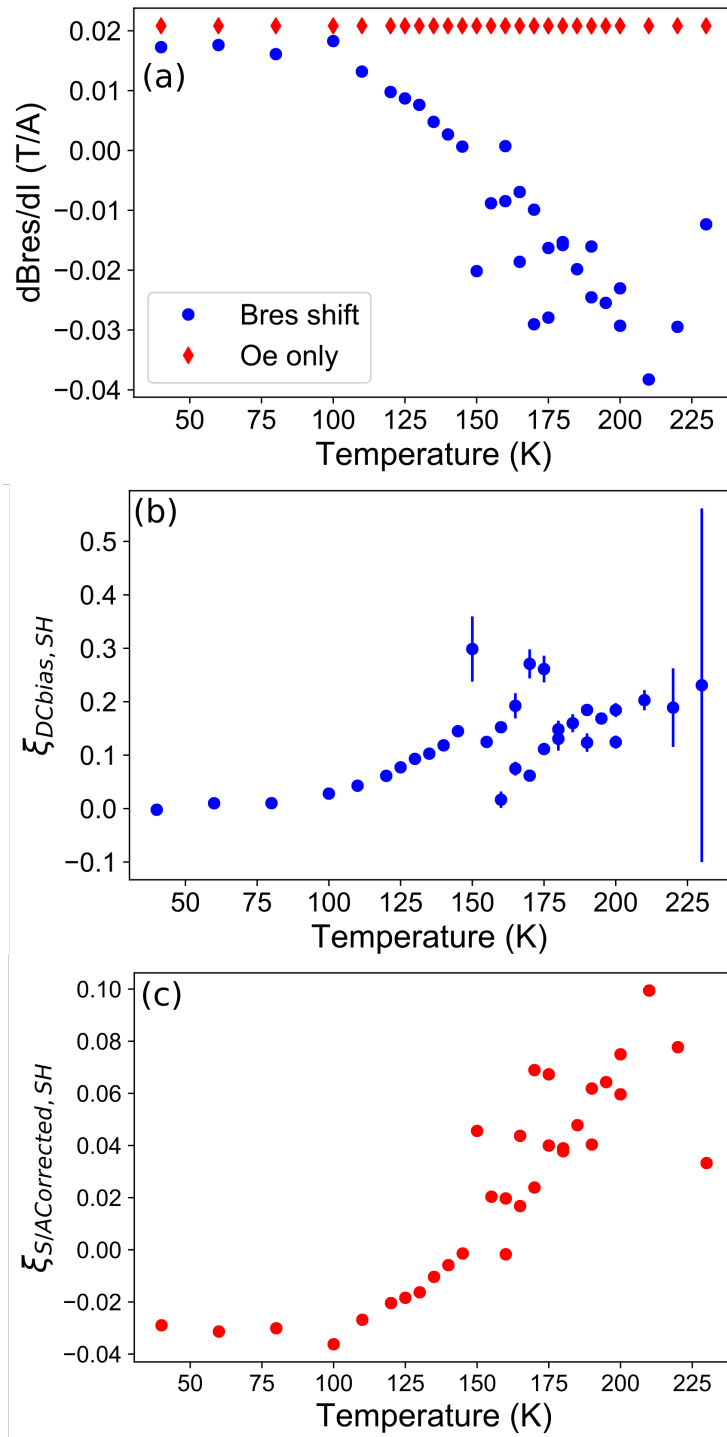 (a)
dBres/dI (T/A)
0.02
0.01
0.00
−0.01
−0.02
−0.03
−0.04
Bres shift
Oe only
50 75 100 125 150 175 200 225
Temperature (K)
(b)
ξDCbias, SH
0.5
0.4
0.3
0.2
0.1
0.0
−0.1
50 75 100 125 150 175 200 225
Temperature (K)
(c)
ξS/ACorrected, SH
0.10
0.08
0.06
0.04
0.02
0.00
−0.02
−0.04
50 75 100 125 150 175 200 225
Temperature (K)